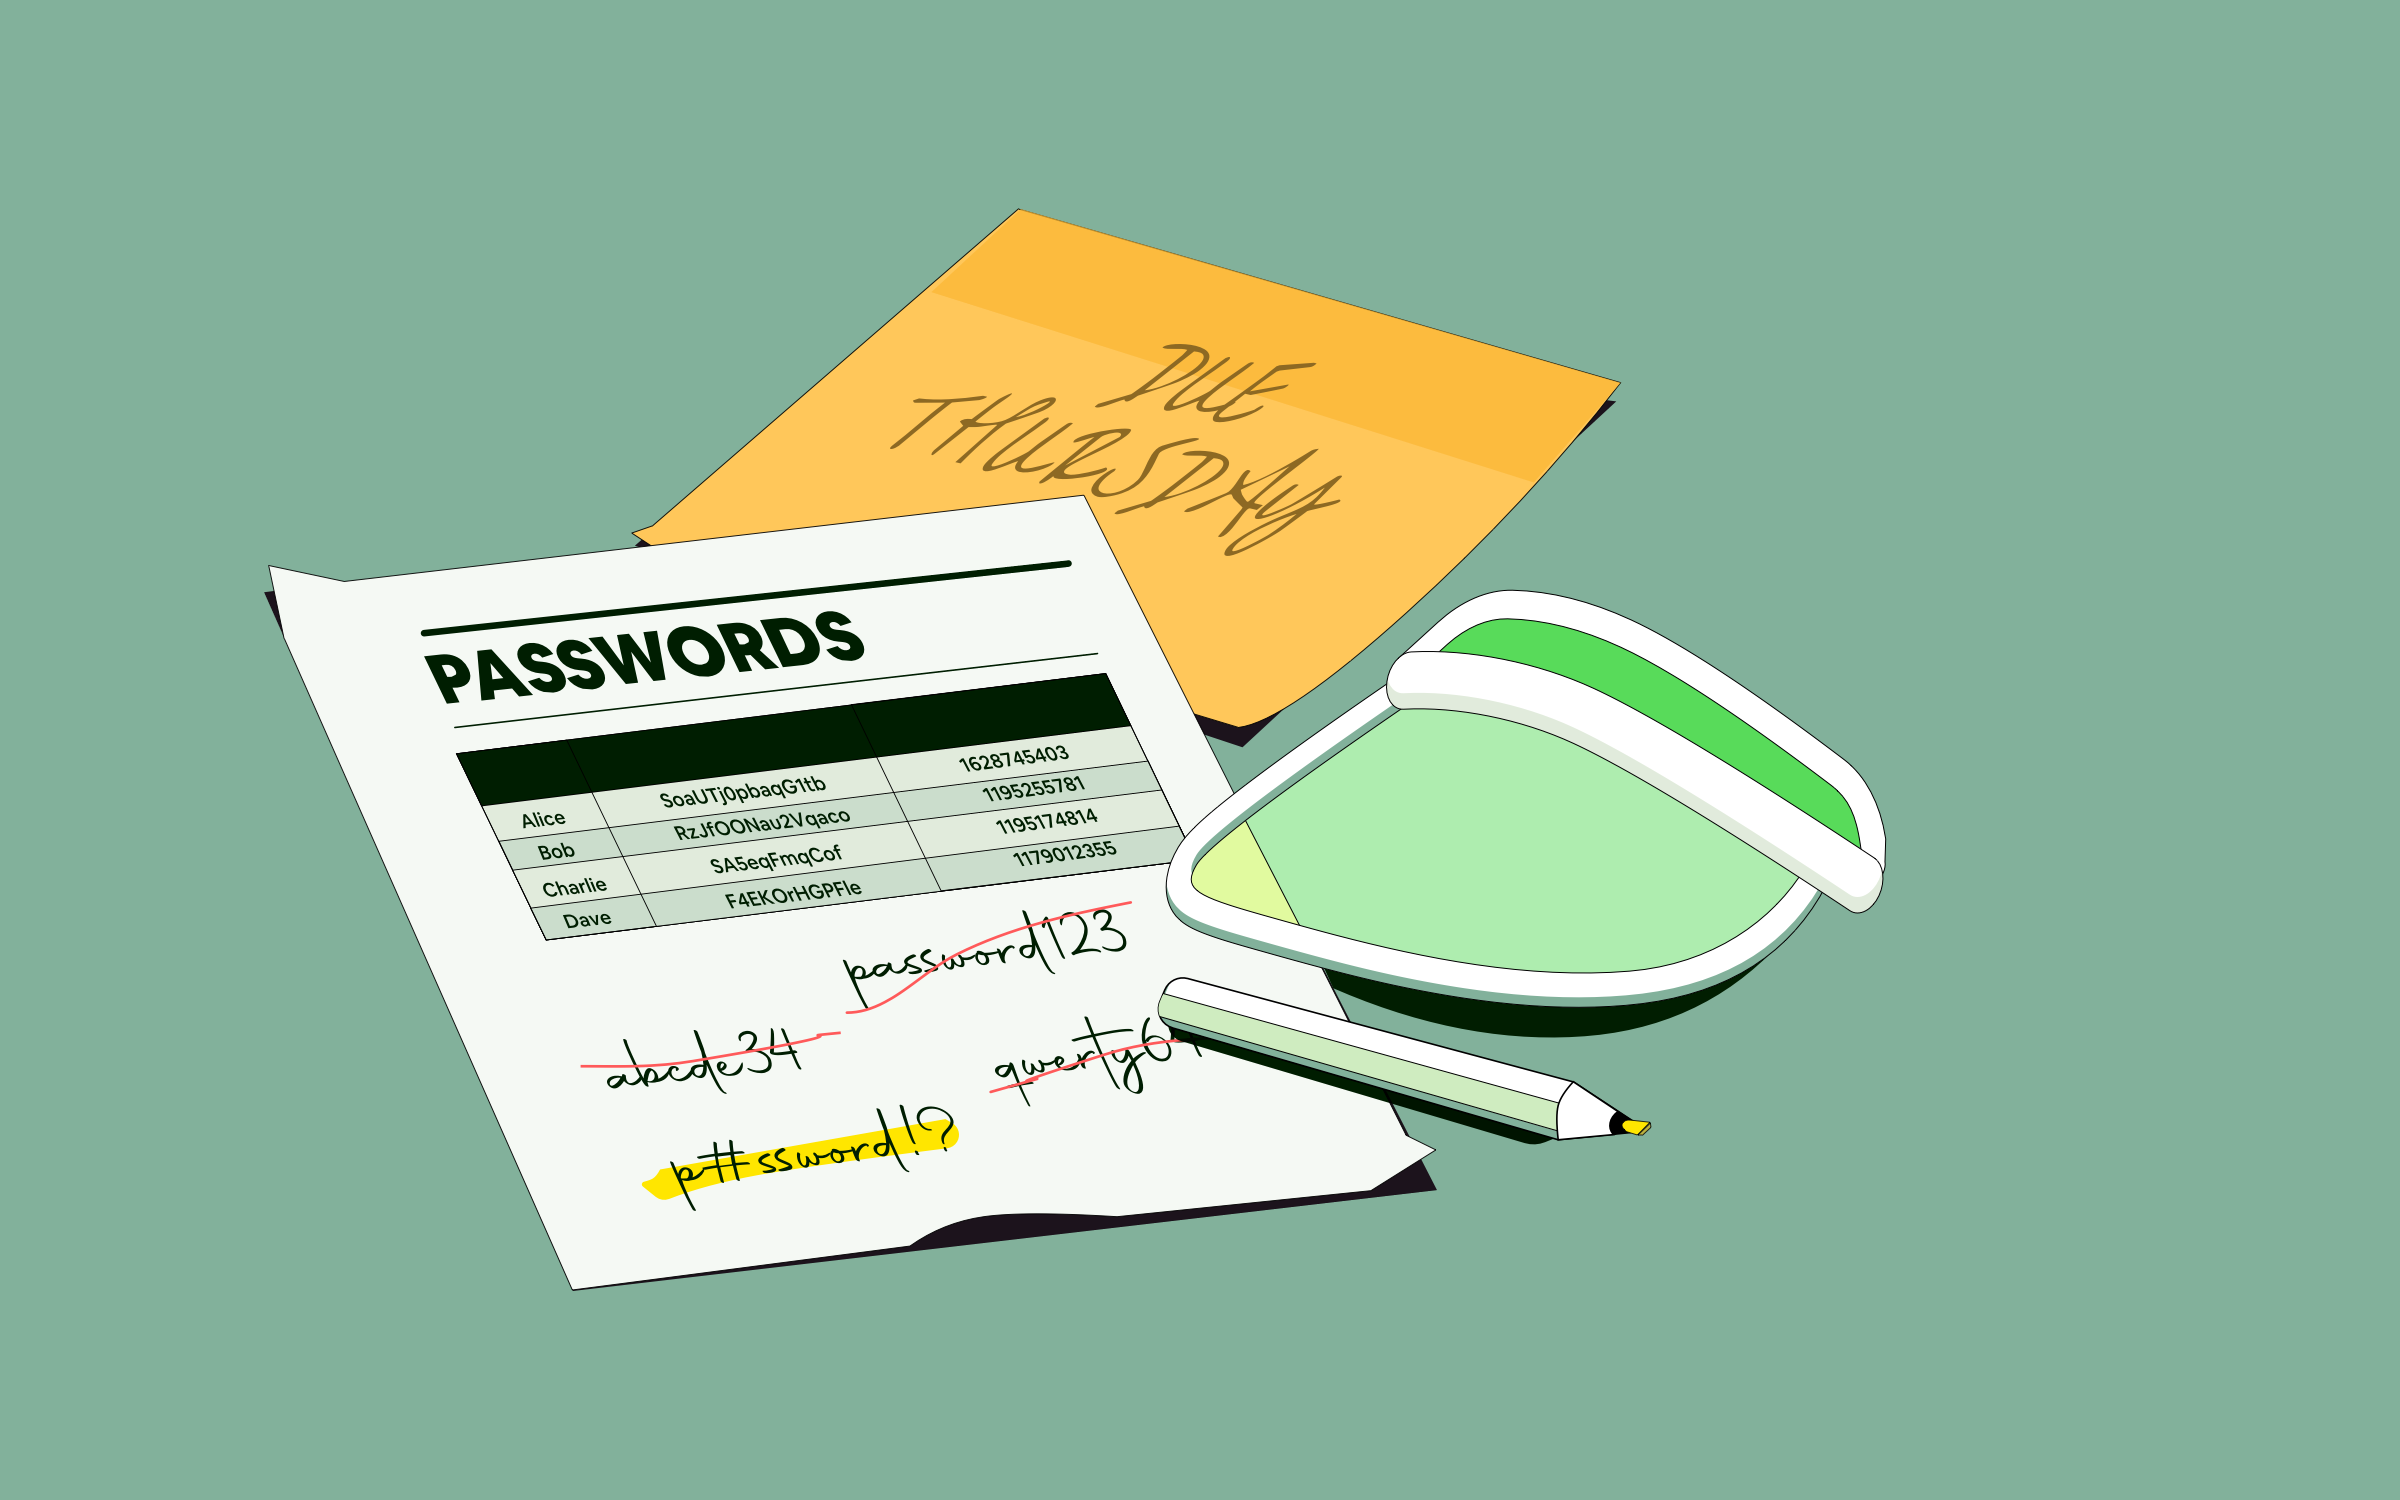 DUE
THURSDAY
PASSWORDS
Alice SoaUTj0pbaqG1tb 1628745403
Bob RzJfOONau2Vqaco 1195255781
Charlie SA5eqFmqCof 1195174814
Dave F4EKOrHGPFle 1179012355
password123
abcde34
p#ssword!?